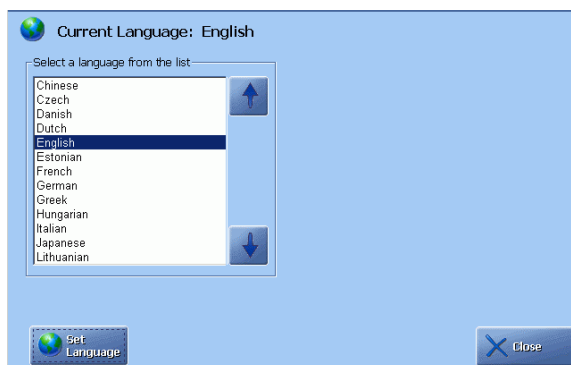 Current Language: English
Select a language from the list
Chinese
Czech
Danish
Dutch
English
Estonian
French
German
Greek
Hungarian
Italian
Japanese
Lithuanian
Set
Language
Close